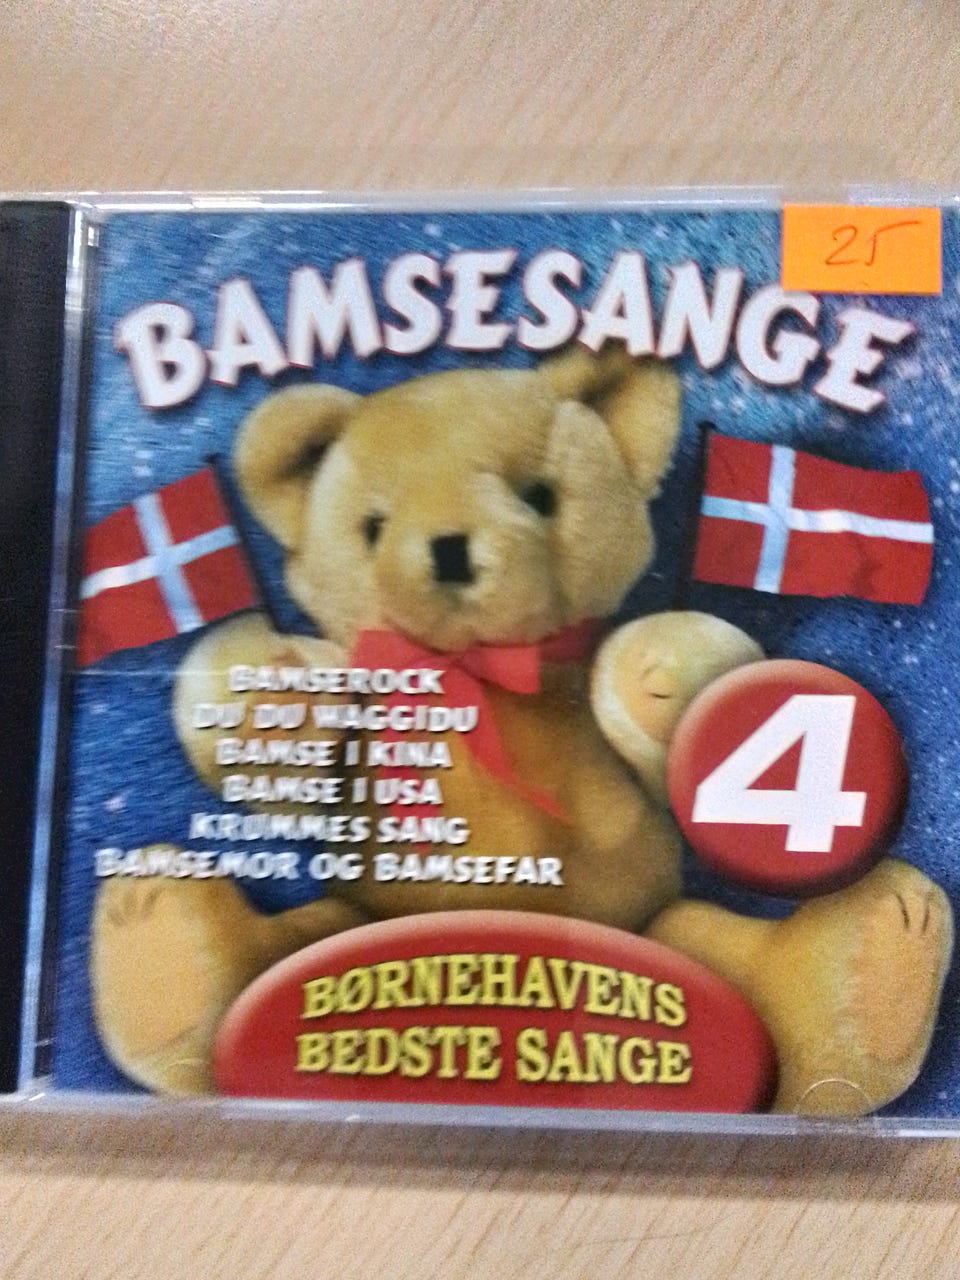 25
BAMSESANGE
BAMSEROCK
DU DU WAGGIDU
BAMSE I KINA
BAMSE I USA
KRUMMES SANG
BAMSEMOR OG BAMSEFAR
4
BØRNEHAVENS
BEDSTE SANGE